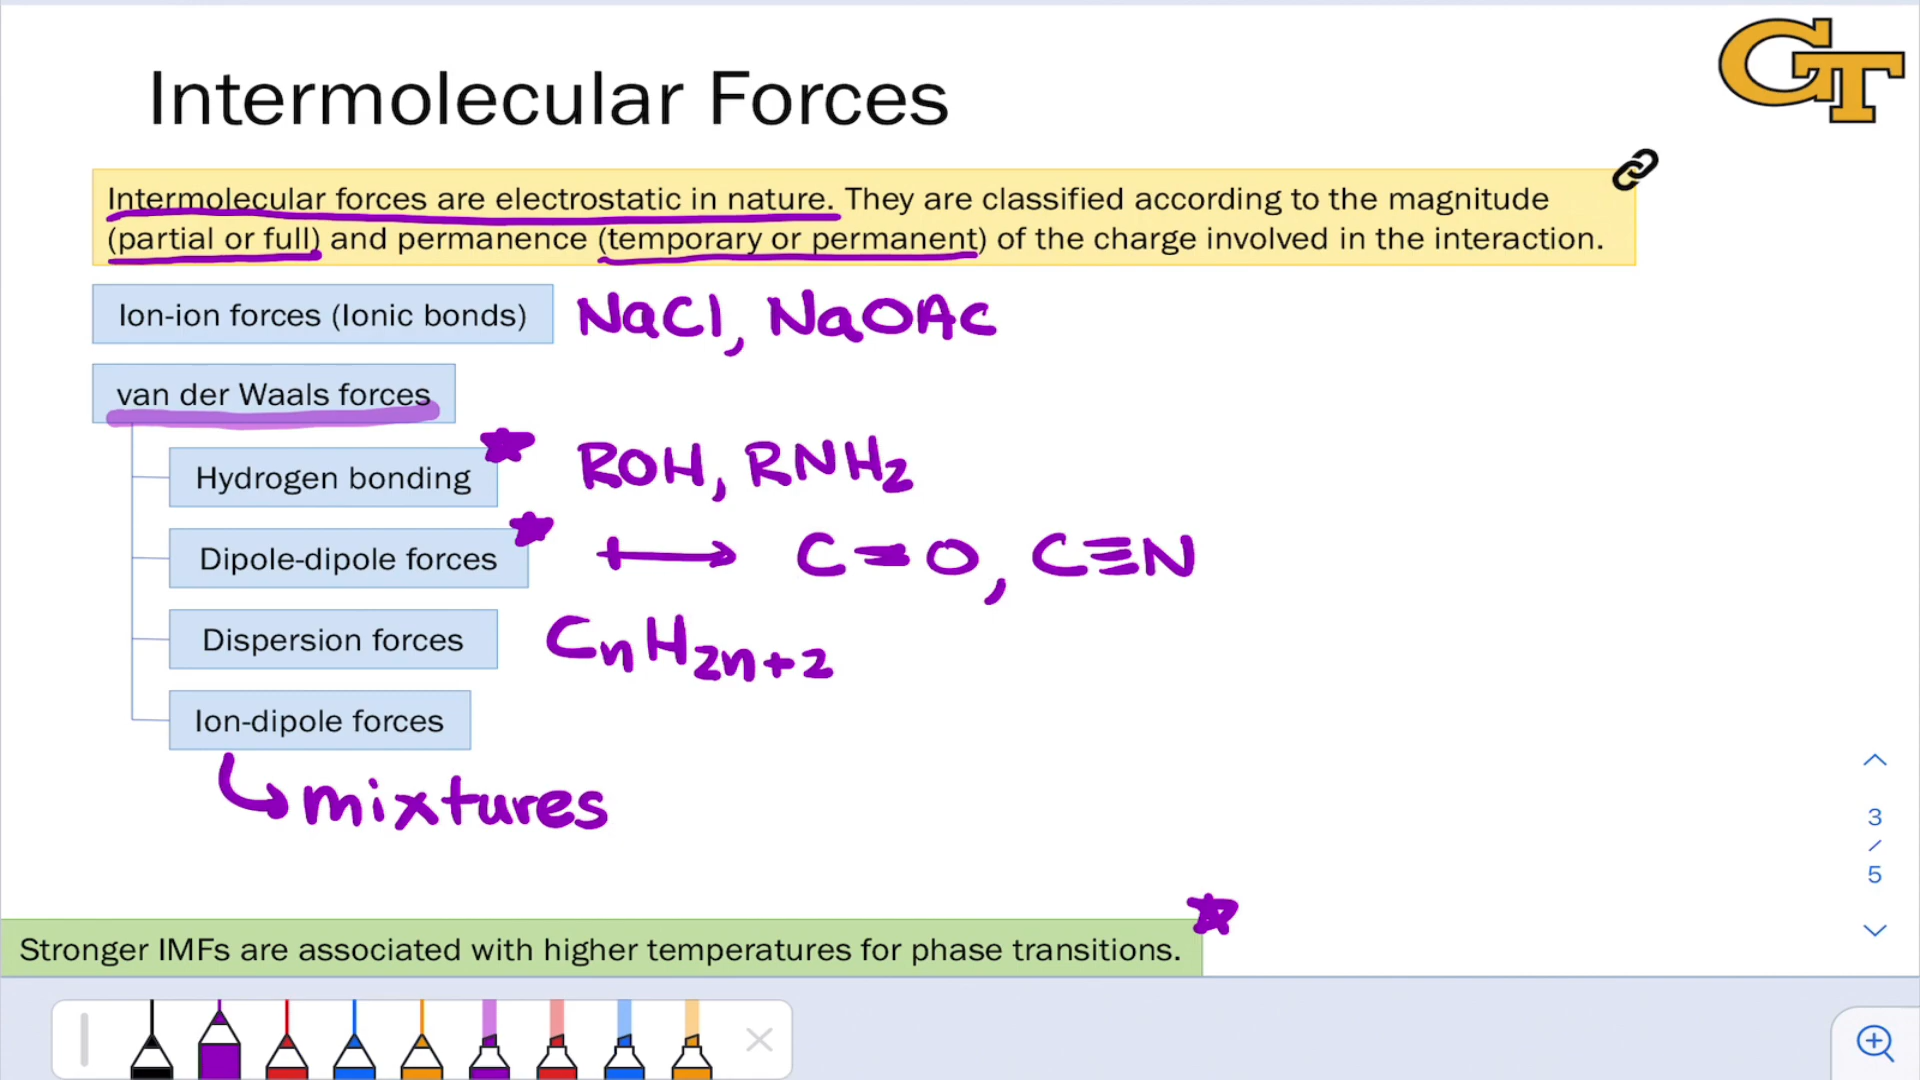 GT
Intermolecular Forces
Intermolecular forces are electrostatic in nature. They are classified according to the magnitude
(partial or full) and permanence (temporary or permanent) of the charge involved in the interaction.
Ion-ion forces (Ionic bonds) NaCl, NaOAc
van der Waals forces
Hydrogen bonding ROH, RNH₂
Dipole-dipole forces C=O, C≡N
Dispersion forces CₙH₂ₙ₊₂
Ion-dipole forces
mixtures
3
/
5
Stronger IMFs are associated with higher temperatures for phase transitions.